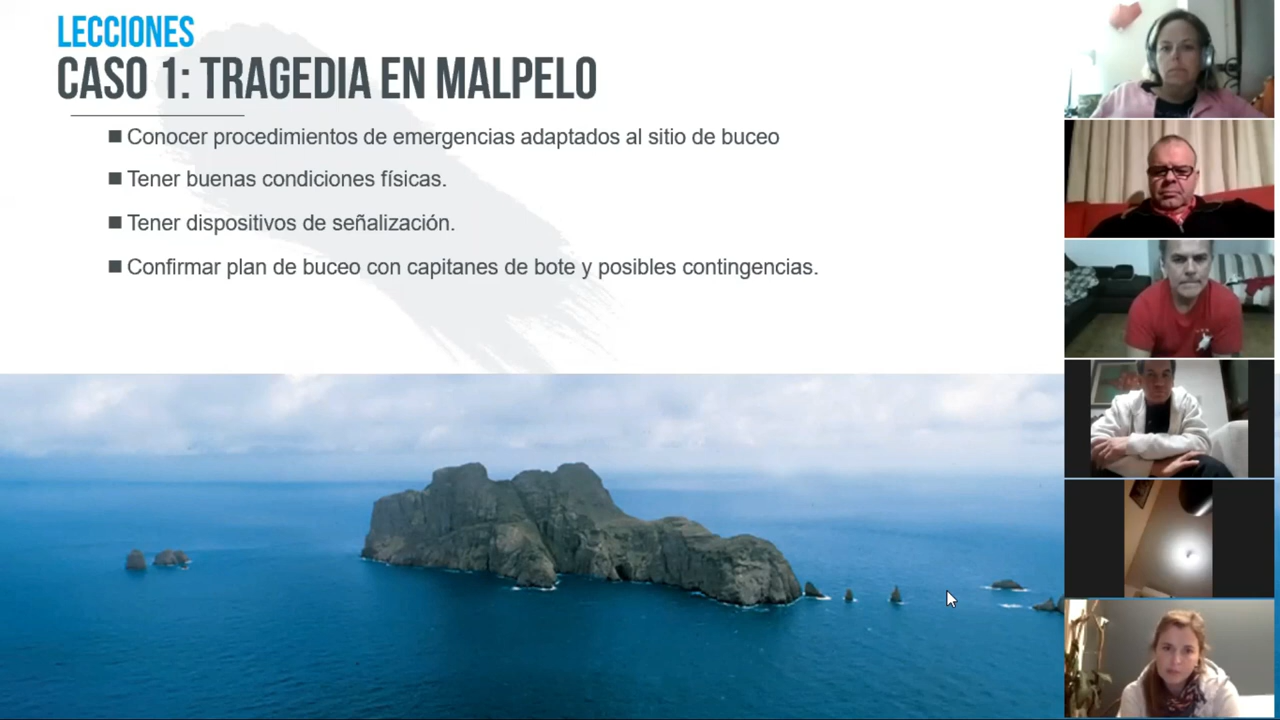 LECCIONES
CASO 1: TRAGEDIA EN MALPELO
Conocer procedimientos de emergencias adaptados al sitio de buceo
Tener buenas condiciones físicas.
Tener dispositivos de señalización.
Confirmar plan de buceo con capitanes de bote y posibles contingencias.